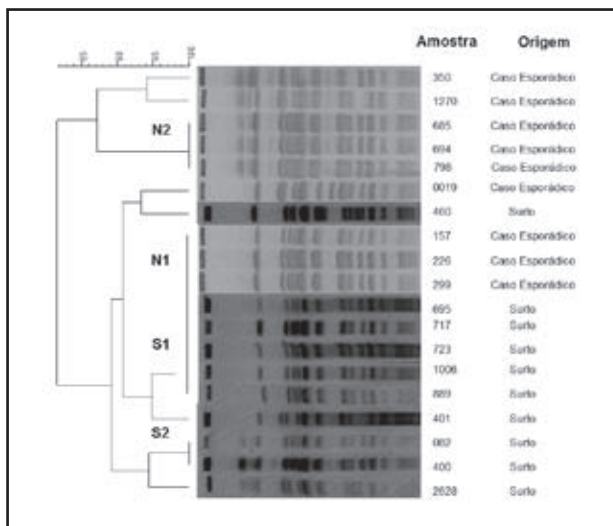 Amostra Origem
350 Caso Esporádico
1270 Caso Esporádico
N2 685 Caso Esporádico
694 Caso Esporádico
798 Caso Esporádico
0019 Caso Esporádico
460 Surto
N1 157 Caso Esporádico
226 Caso Esporádico
299 Caso Esporádico
695 Surto
717 Surto
S1 723 Surto
1006 Surto
889 Surto
401 Surto
S2 082 Surto
400 Surto
2628 Surto